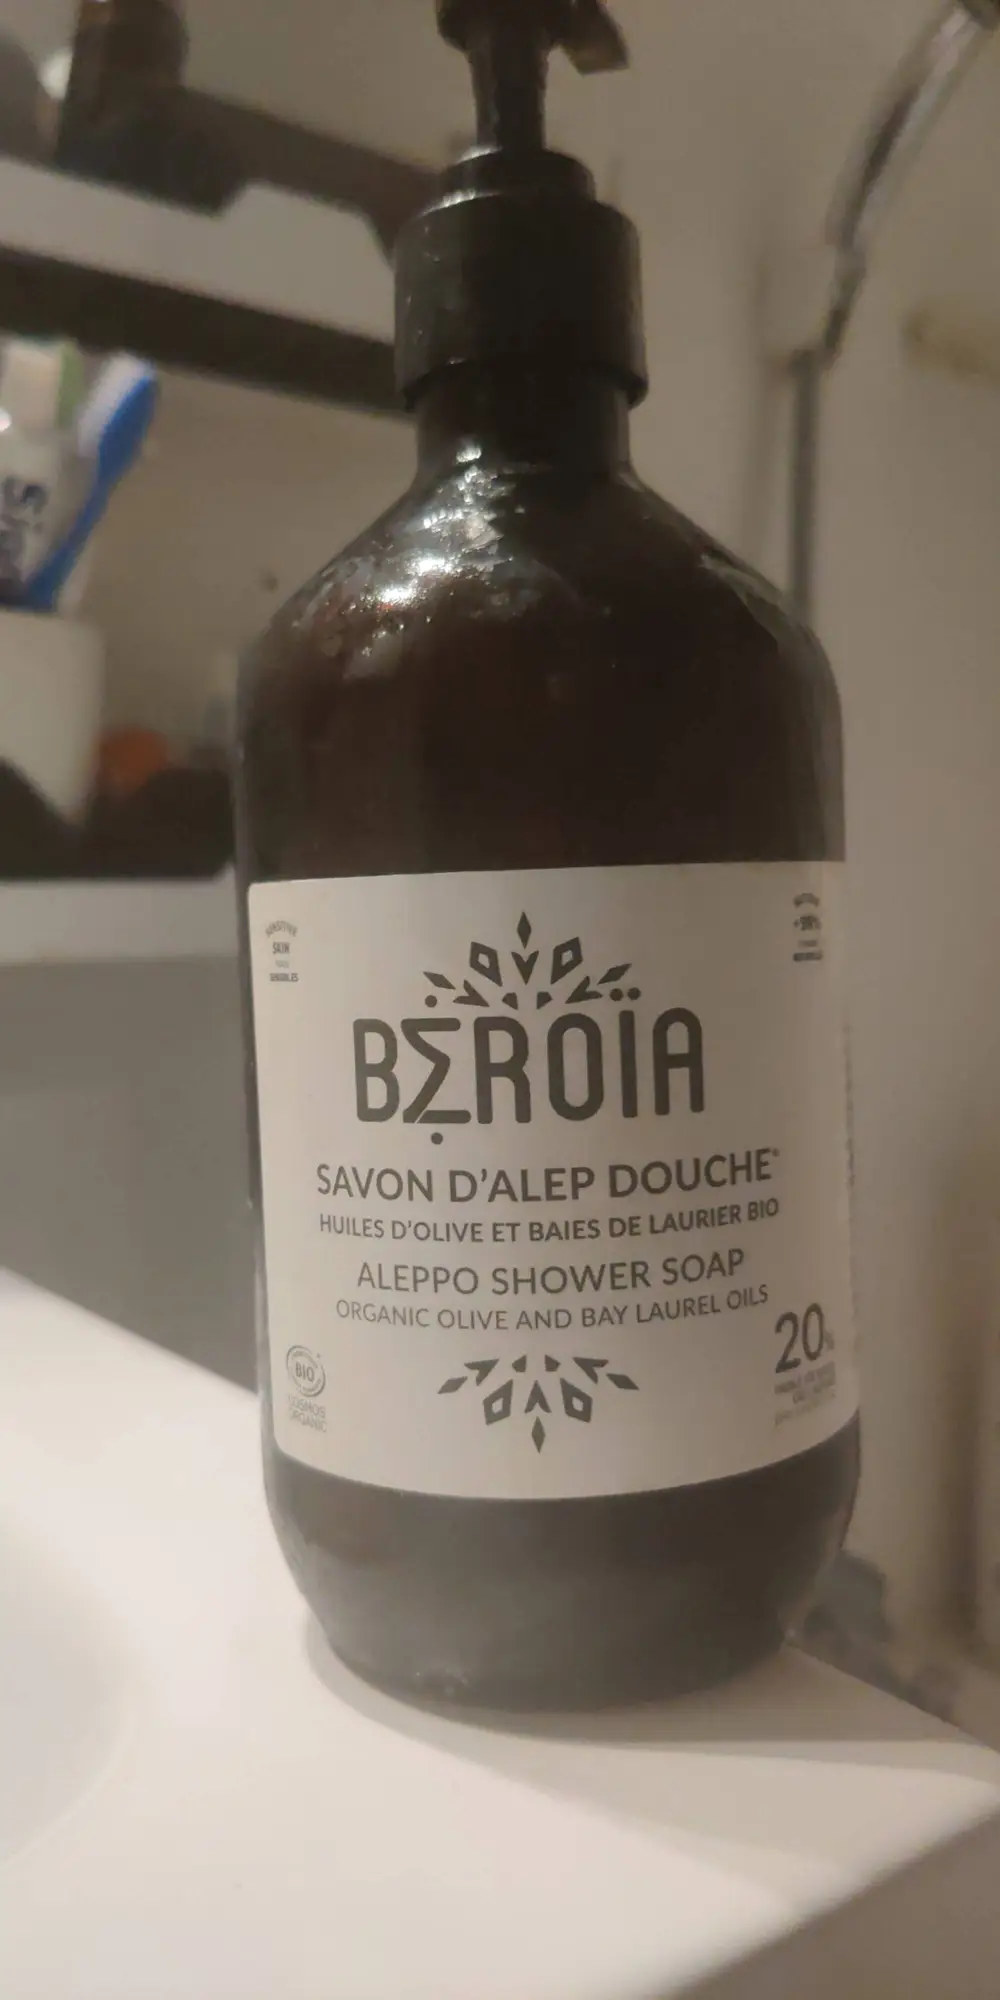 SENSITIVE
SKIN
SENSIBLES
BEROÏA
SAVON D'ALEP DOUCHE*
HUILES D'OLIVE ET BAIES DE LAURIER BIO
ALEPPO SHOWER SOAP
ORGANIC OLIVE AND BAY LAUREL OILS
20%
BIO
COSMOS
ORGANIC